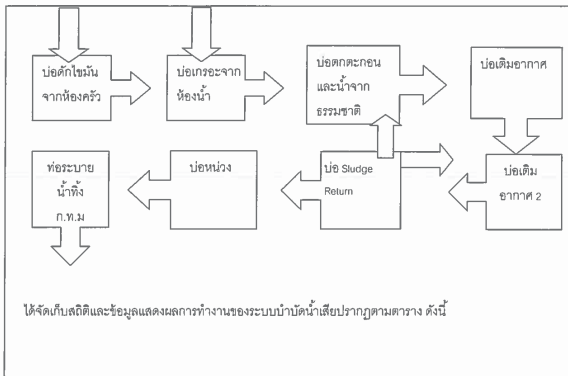 บ่อดักไขมัน
จากห้องครัว
บ่อเกรอะจาก
ห้องน้ำ
บ่อตกตะกอน
และน้ำจาก
ธรรมชาติ
บ่อเติมอากาศ
ท่อระบาย
น้ำทิ้ง
ก.ท.ม
บ่อหน่วง
บ่อ Sludge
Return
บ่อเติม
อากาศ 2
ได้จัดเก็บสถิติและข้อมูลแสดงผลการทำงานของระบบบำบัดน้ำเสียปรากฏตามตาราง ดังนี้